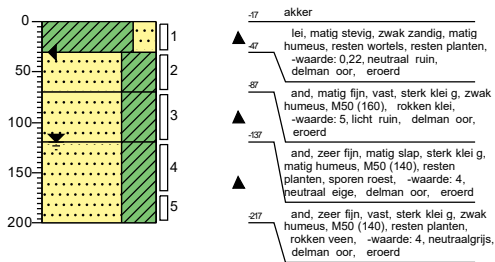 0
50
100
150
200
1
2
3
4
5
-17 akker
lei, matig stevig, zwak zandig, matig
humeus, resten wortels, resten planten,
-waarde: 0,22, neutraal ruin,
delman oor, eroerd
-47
-87
and, matig fijn, vast, sterk klei g, zwak
humeus, M50 (160), rokken klei,
-waarde: 5, licht ruin, delman oor,
eroerd
-137
and, zeer fijn, matig slap, sterk klei g,
matig humeus, M50 (140), resten
planten, sporen roest, -waarde: 4,
neutraal eige, delman oor, eroerd
-217
and, zeer fijn, vast, sterk klei g, zwak
humeus, M50 (140), resten planten,
rokken veen, -waarde: 4, neutraalgrijs,
delman oor, eroerd